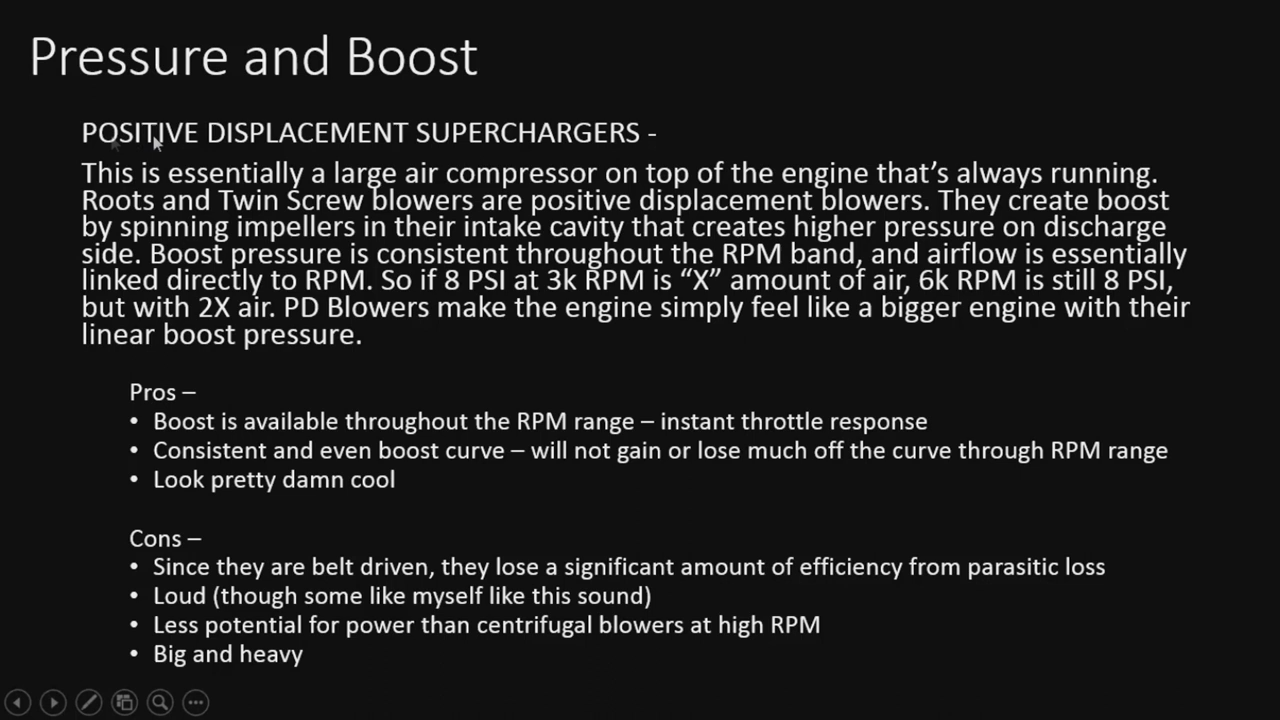 Pressure and Boost
POSITIVE DISPLACEMENT SUPERCHARGERS -
This is essentially a large air compressor on top of the engine that’s always running.
Roots and Twin Screw blowers are positive displacement blowers. They create boost
by spinning impellers in their intake cavity that creates higher pressure on discharge
side. Boost pressure is consistent throughout the RPM band, and airflow is essentially
linked directly to RPM. So if 8 PSI at 3k RPM is “X” amount of air, 6k RPM is still 8 PSI,
but with 2X air. PD Blowers make the engine simply feel like a bigger engine with their
linear boost pressure.
Pros –
• Boost is available throughout the RPM range – instant throttle response
• Consistent and even boost curve – will not gain or lose much off the curve through RPM range
• Look pretty damn cool
Cons –
• Since they are belt driven, they lose a significant amount of efficiency from parasitic loss
• Loud (though some like myself like this sound)
• Less potential for power than centrifugal blowers at high RPM
• Big and heavy